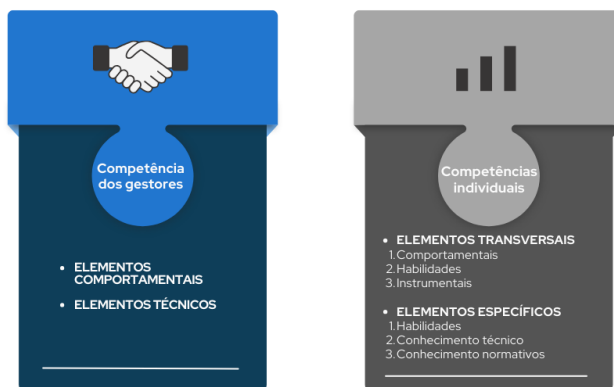 Competência
dos gestores
• ELEMENTOS
COMPORTAMENTAIS
• ELEMENTOS TÉCNICOS
Competências
individuais
• ELEMENTOS TRANSVERSAIS
1.Comportamentais
2.Habilidades
3.Instrumentais
• ELEMENTOS ESPECÍFICOS
1.Habilidades
2.Conhecimento técnico
3.Conhecimento normativos